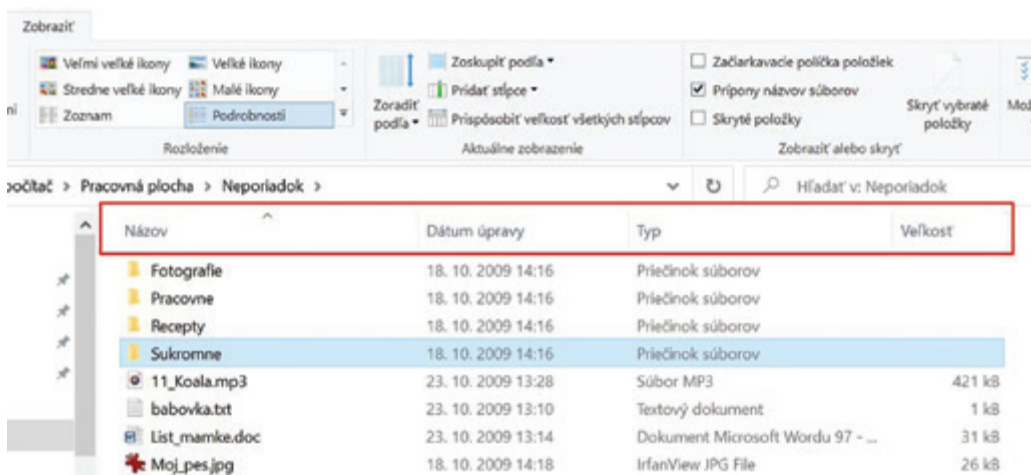 Zobraziť
Veľmi veľké ikony Veľké ikony
Stredne veľké ikony Malé ikony
Zoznam Podrobnosti
Rozloženie
Zoradiť podľa
Zoskupiť podľa
Pridať stĺpce
Prispôsobiť veľkosť všetkých stĺpcov
Aktuálne zobrazenie
Začiarkavacie políčka položiek
Prípony názvov súborov
Skryté položky
Skryť vybraté položky
Zobraziť alebo skryť
počítač > Pracovná plocha > Neporiadok >
Hľadať v: Neporiadok
Názov Dátum úpravy Typ Veľkosť
Fotografie 18. 10. 2009 14:16 Priečinok súborov
Pracovne 18. 10. 2009 14:16 Priečinok súborov
Recepty 18. 10. 2009 14:16 Priečinok súborov
Sukromne 18. 10. 2009 14:16 Priečinok súborov
11_Koala.mp3 23. 10. 2009 13:28 Súbor MP3 421 kB
babovka.txt 23. 10. 2009 13:10 Textový dokument 1 kB
List_mamke.doc 23. 10. 2009 13:14 Dokument Microsoft Wordu 97 - ... 31 kB
Moj_pes.jpg 18. 10. 2009 14:18 IrfanView JPG File 26 kB